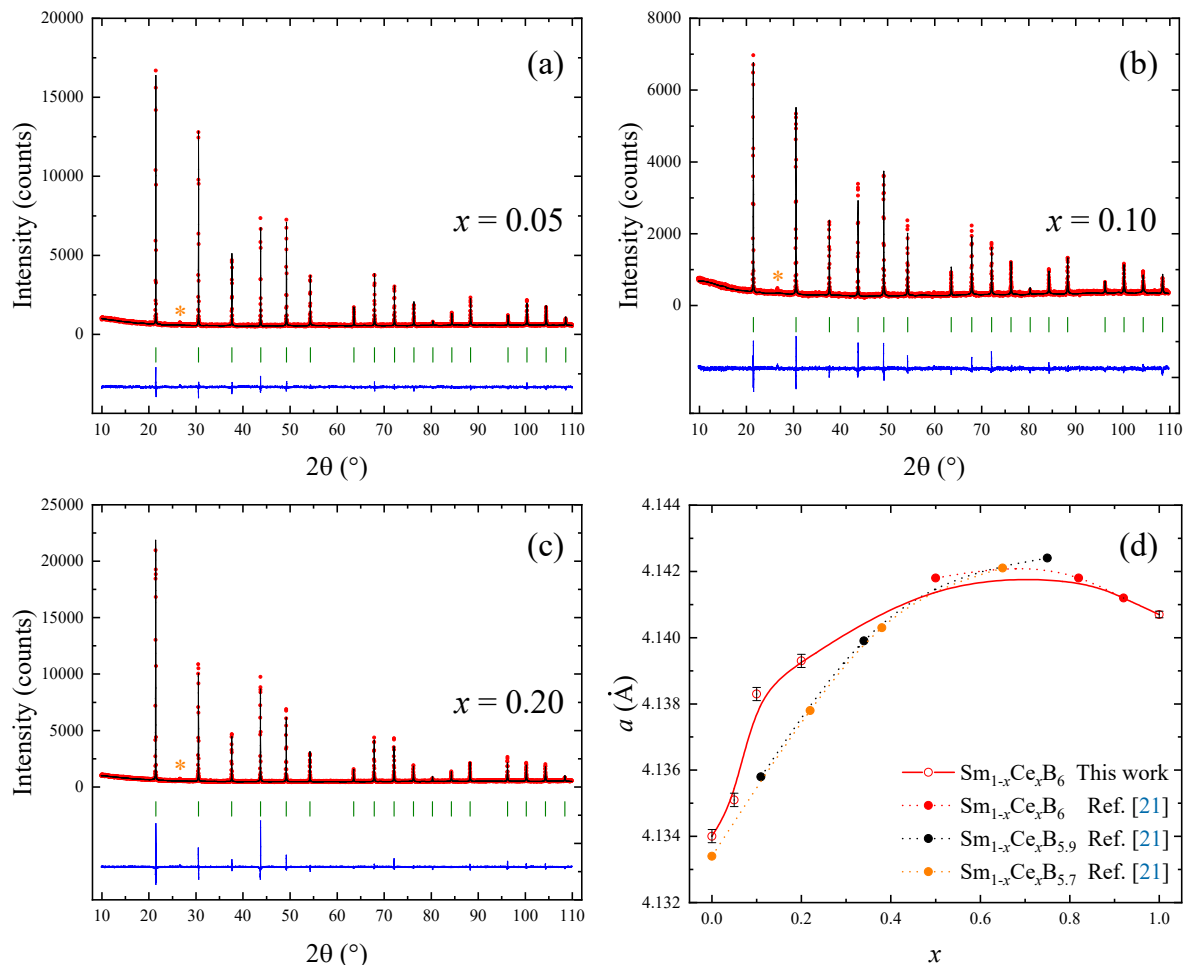 20000
15000
10000
5000
0
Intensity (counts)
(a)
x = 0.05
*
10 20 30 40 50 60 70 80 90 100 110
2θ (°)
8000
6000
4000
2000
0
Intensity (counts)
(b)
x = 0.10
*
10 20 30 40 50 60 70 80 90 100 110
2θ (°)
25000
20000
15000
10000
5000
0
Intensity (counts)
(c)
x = 0.20
*
10 20 30 40 50 60 70 80 90 100 110
2θ (°)
4.144
4.142
4.140
4.138
4.136
4.134
4.132
a (Å)
(d)
Sm₁₋ₓCeₓB₆ This work
Sm₁₋ₓCeₓB₆ Ref. [21]
Sm₁₋ₓCeₓB₅.₉ Ref. [21]
Sm₁₋ₓCeₓB₅.₇ Ref. [21]
0.0 0.2 0.4 0.6 0.8 1.0
x